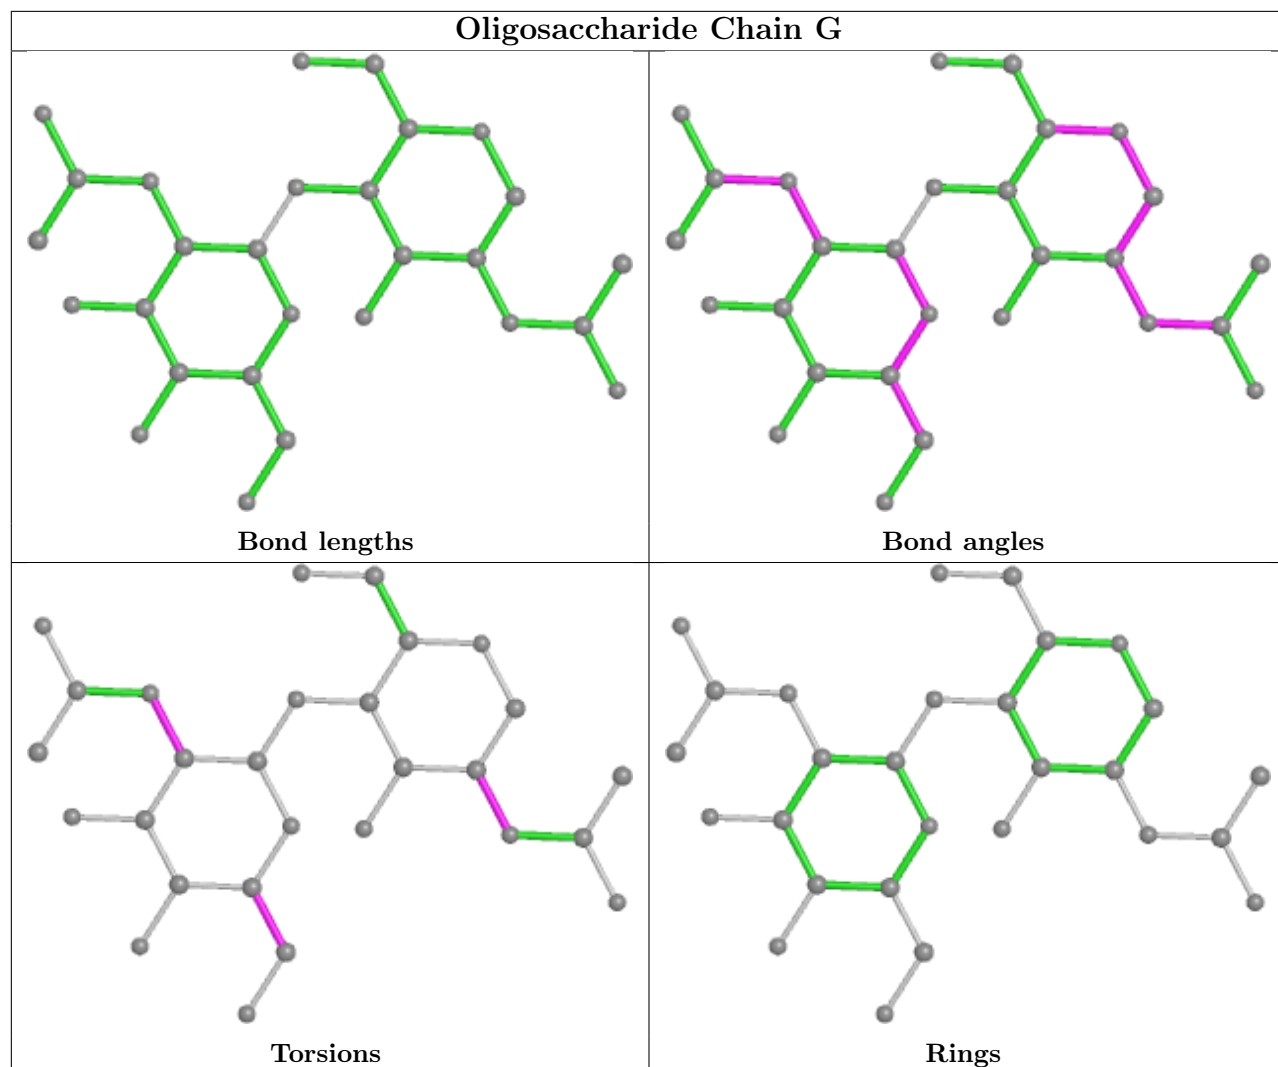 Oligosaccharide Chain G
Bond lengths
Bond angles
Torsions
Rings